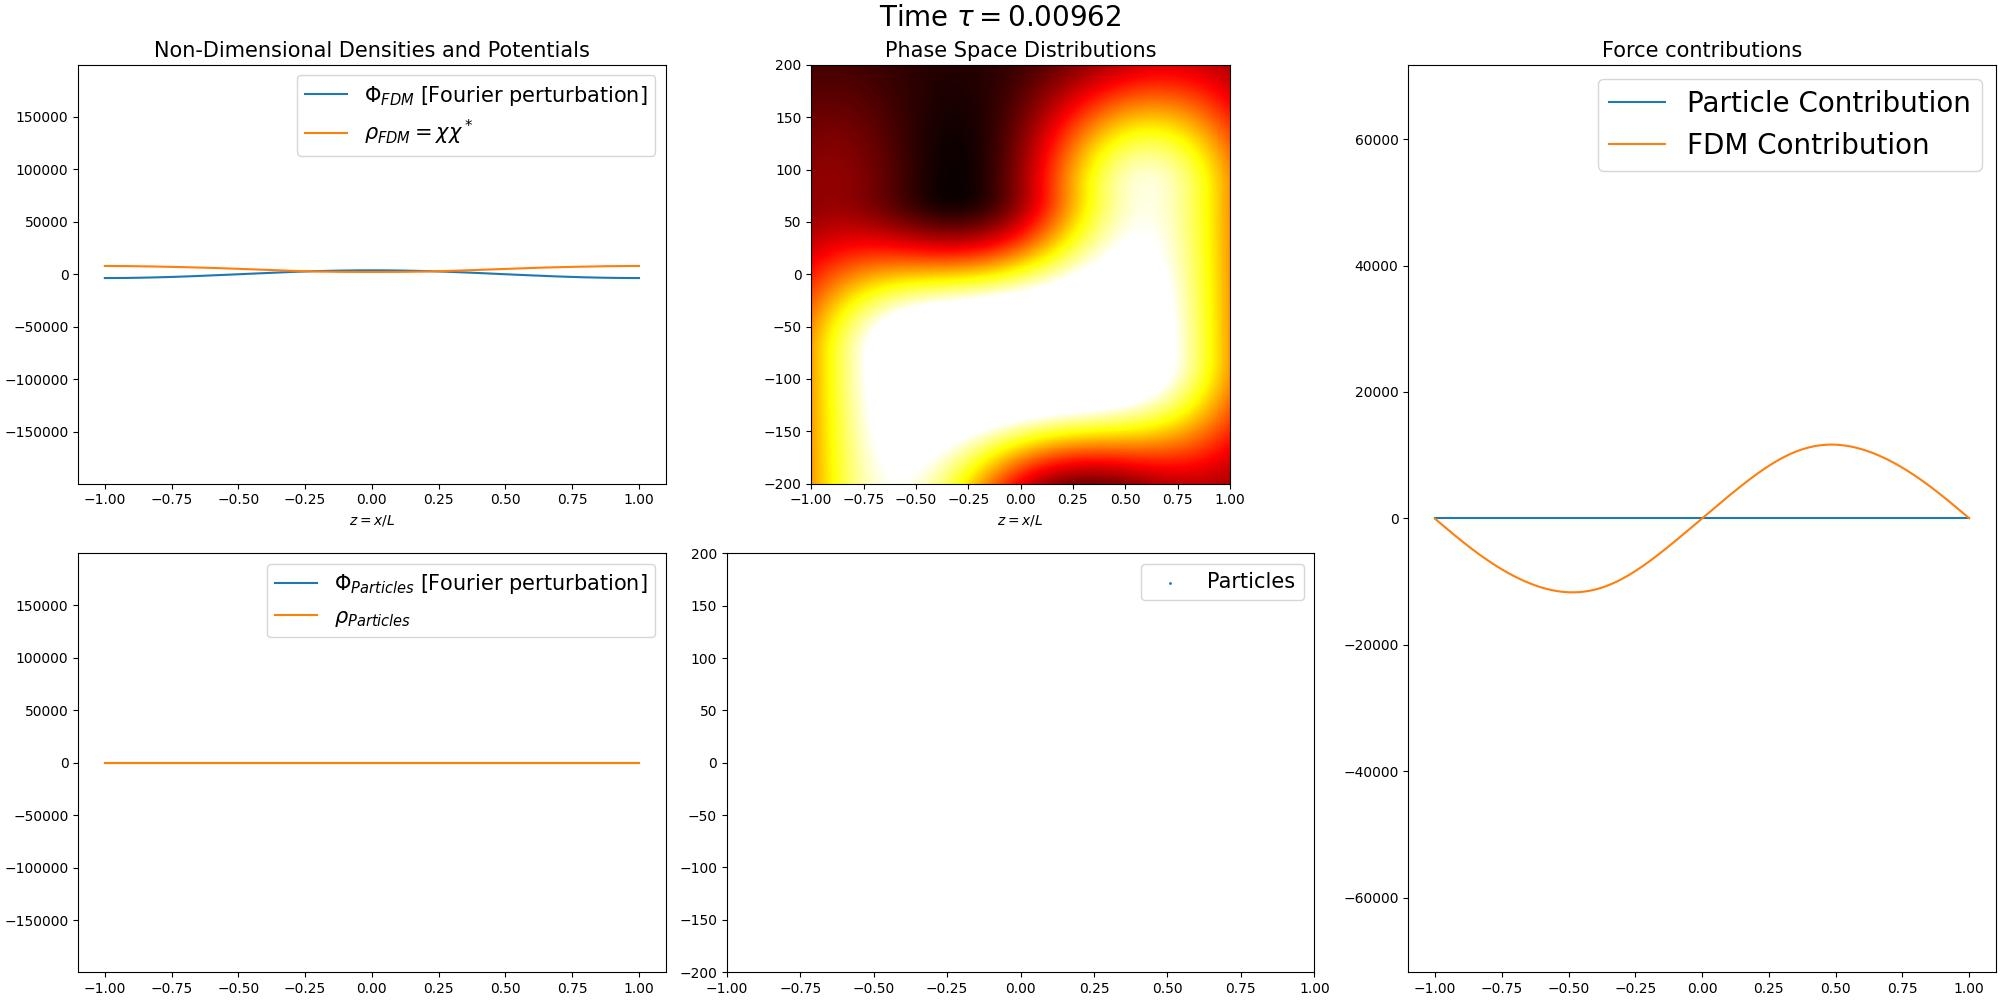 Time τ = 0.00962
Non-Dimensional Densities and Potentials
Φ_FDM [Fourier perturbation]
ρ_FDM = χχ*
150000
100000
50000
0
−50000
−100000
−150000
−1.00 −0.75 −0.50 −0.25 0.00 0.25 0.50 0.75 1.00
z = x/L
Phase Space Distributions
200
150
100
50
0
−50
−100
−150
−200
−1.00 −0.75 −0.50 −0.25 0.00 0.25 0.50 0.75 1.00
z = x/L
Force contributions
Particle Contribution
FDM Contribution
60000
40000
20000
0
−20000
−40000
−60000
−1.00 −0.75 −0.50 −0.25 0.00 0.25 0.50 0.75 1.00
Φ_Particles [Fourier perturbation]
ρ_Particles
150000
100000
50000
0
−50000
−100000
−150000
−1.00 −0.75 −0.50 −0.25 0.00 0.25 0.50 0.75 1.00
Particles
200
150
100
50
0
−50
−100
−150
−200
−1.00 −0.75 −0.50 −0.25 0.00 0.25 0.50 0.75 1.00